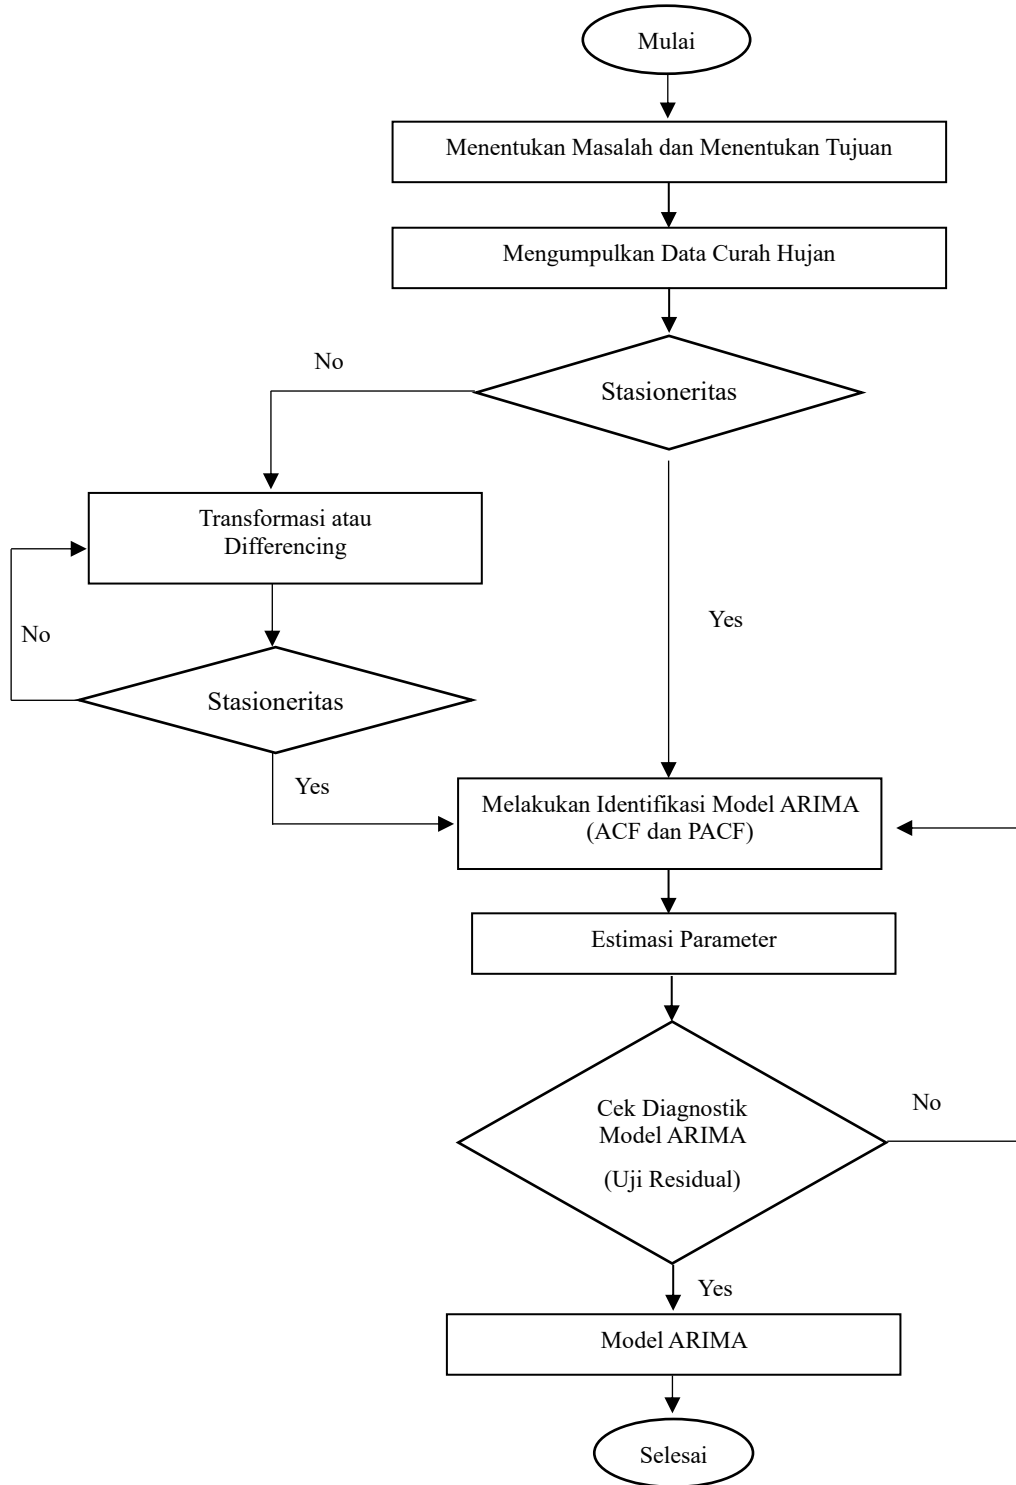 Mulai
Menentukan Masalah dan Menentukan Tujuan
Mengumpulkan Data Curah Hujan
No
Stasioneritas
Transformasi atau
Differencing
Yes
No
Stasioneritas
Yes
Melakukan Identifikasi Model ARIMA
(ACF dan PACF)
Estimasi Parameter
Cek Diagnostik
Model ARIMA
(Uji Residual)
No
Yes
Model ARIMA
Selesai